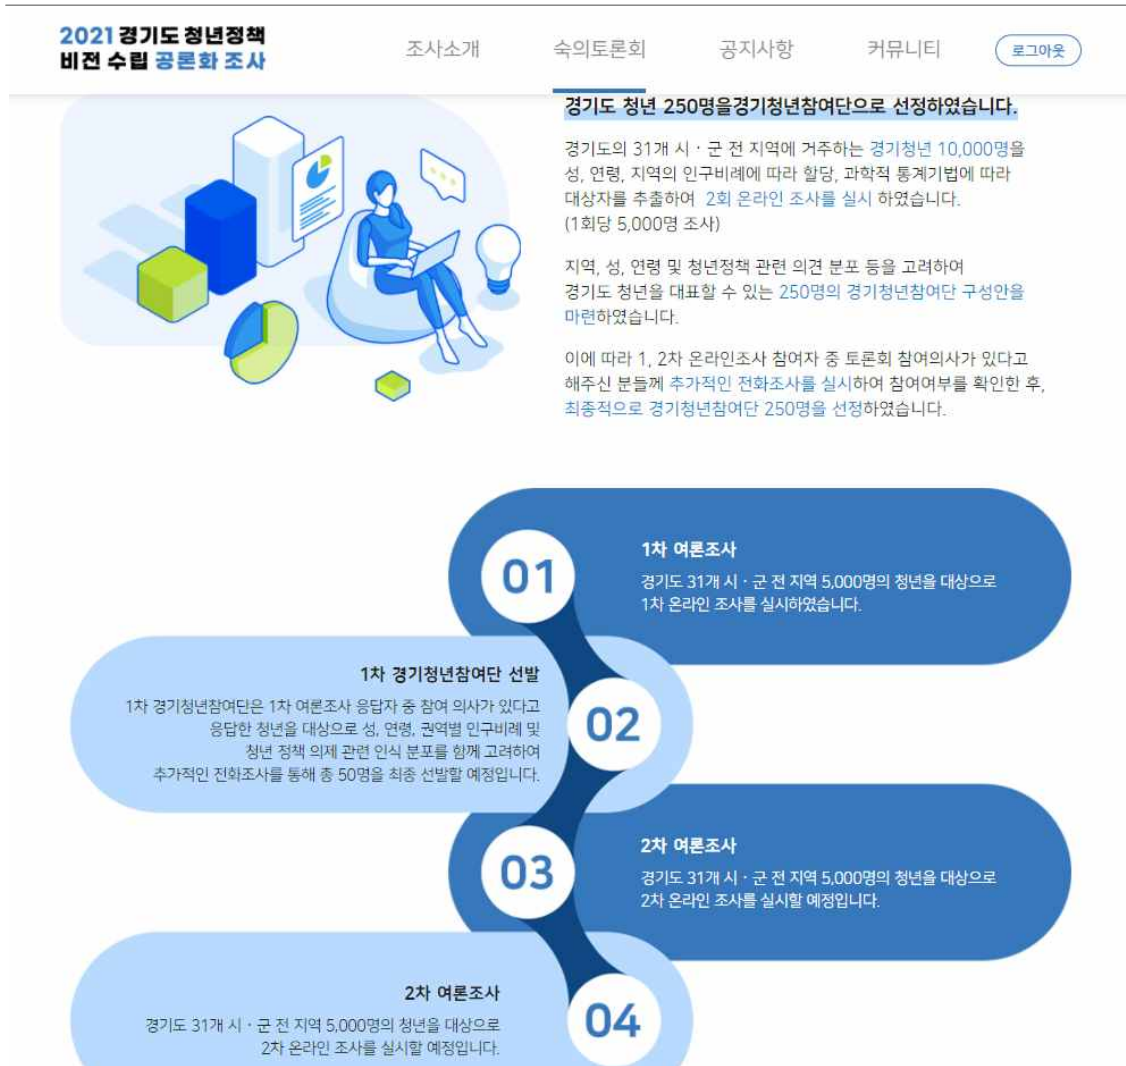 2021 경기도 청년정책
비전 수립 공론화 조사
조사소개
숙의토론회
공지사항
커뮤니티
로그아웃
경기도 청년 250명을경기청년참여단으로 선정하였습니다.
경기도의 31개 시 · 군 전 지역에 거주하는 경기청년 10,000명을
성, 연령, 지역의 인구비례에 따라 할당, 과학적 통계기법에 따라
대상자를 추출하여 2회 온라인 조사를 실시 하였습니다.
(1회당 5,000명 조사)
지역, 성, 연령 및 청년정책 관련 의견 분포 등을 고려하여
경기도 청년을 대표할 수 있는 250명의 경기청년참여단 구성안을
마련하였습니다.
이에 따라 1, 2차 온라인조사 참여자 중 토론회 참여의사가 있다고
해주신 분들께 추가적인 전화조사를 실시하여 참여여부를 확인한 후,
최종적으로 경기청년참여단 250명을 선정하였습니다.
01
1차 여론조사
경기도 31개 시 · 군 전 지역 5,000명의 청년을 대상으로
1차 온라인 조사를 실시하였습니다.
1차 경기청년참여단 선발
1차 경기청년참여단은 1차 여론조사 응답자 중 참여 의사가 있다고
응답한 청년을 대상으로 성, 연령, 권역별 인구비례 및
청년 정책 의제 관련 인식 분포를 함께 고려하여
추가적인 전화조사를 통해 총 50명을 최종 선발할 예정입니다.
02
03
2차 여론조사
경기도 31개 시 · 군 전 지역 5,000명의 청년을 대상으로
2차 온라인 조사를 실시할 예정입니다.
2차 여론조사
경기도 31개 시 · 군 전 지역 5,000명의 청년을 대상으로
2차 온라인 조사를 실시할 예정입니다.
04